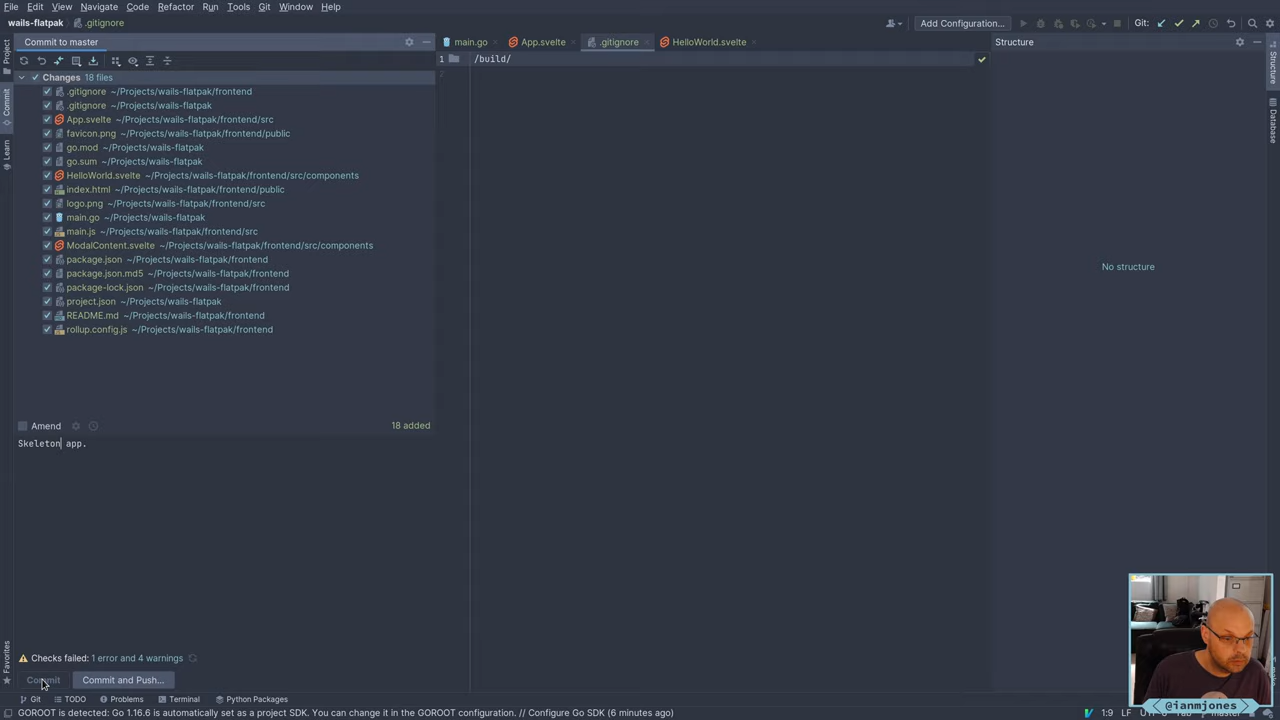 File Edit View Navigate Code Refactor Run Tools Git Window Help
wails-flatpak .gitignore
Add Configuration...
Git:
Project
Commit
Learn
Favorites
Commit to master
Changes 18 files
.gitignore ~/Projects/wails-flatpak/frontend
.gitignore ~/Projects/wails-flatpak
App.svelte ~/Projects/wails-flatpak/frontend/src
favicon.png ~/Projects/wails-flatpak/frontend/public
go.mod ~/Projects/wails-flatpak
go.sum ~/Projects/wails-flatpak
HelloWorld.svelte ~/Projects/wails-flatpak/frontend/src/components
index.html ~/Projects/wails-flatpak/frontend/public
logo.png ~/Projects/wails-flatpak/frontend/src
main.go ~/Projects/wails-flatpak
main.js ~/Projects/wails-flatpak/frontend/src
ModalContent.svelte ~/Projects/wails-flatpak/frontend/src/components
package.json ~/Projects/wails-flatpak/frontend
package.json.md5 ~/Projects/wails-flatpak/frontend
package-lock.json ~/Projects/wails-flatpak/frontend
project.json ~/Projects/wails-flatpak
README.md ~/Projects/wails-flatpak/frontend
rollup.config.js ~/Projects/wails-flatpak/frontend
Amend
18 added
Skeleton app.
Checks failed: 1 error and 4 warnings
Commit
Commit and Push...
main.go App.svelte .gitignore HelloWorld.svelte
1 /build/
2
Structure
No structure
Structure
Database
@ianmjones
Git TODO Problems Terminal Python Packages
GOROOT is detected: Go 1.16.6 is automatically set as a project SDK. You can change it in the GOROOT configuration. // Configure Go SDK (6 minutes ago)
1:9 LF